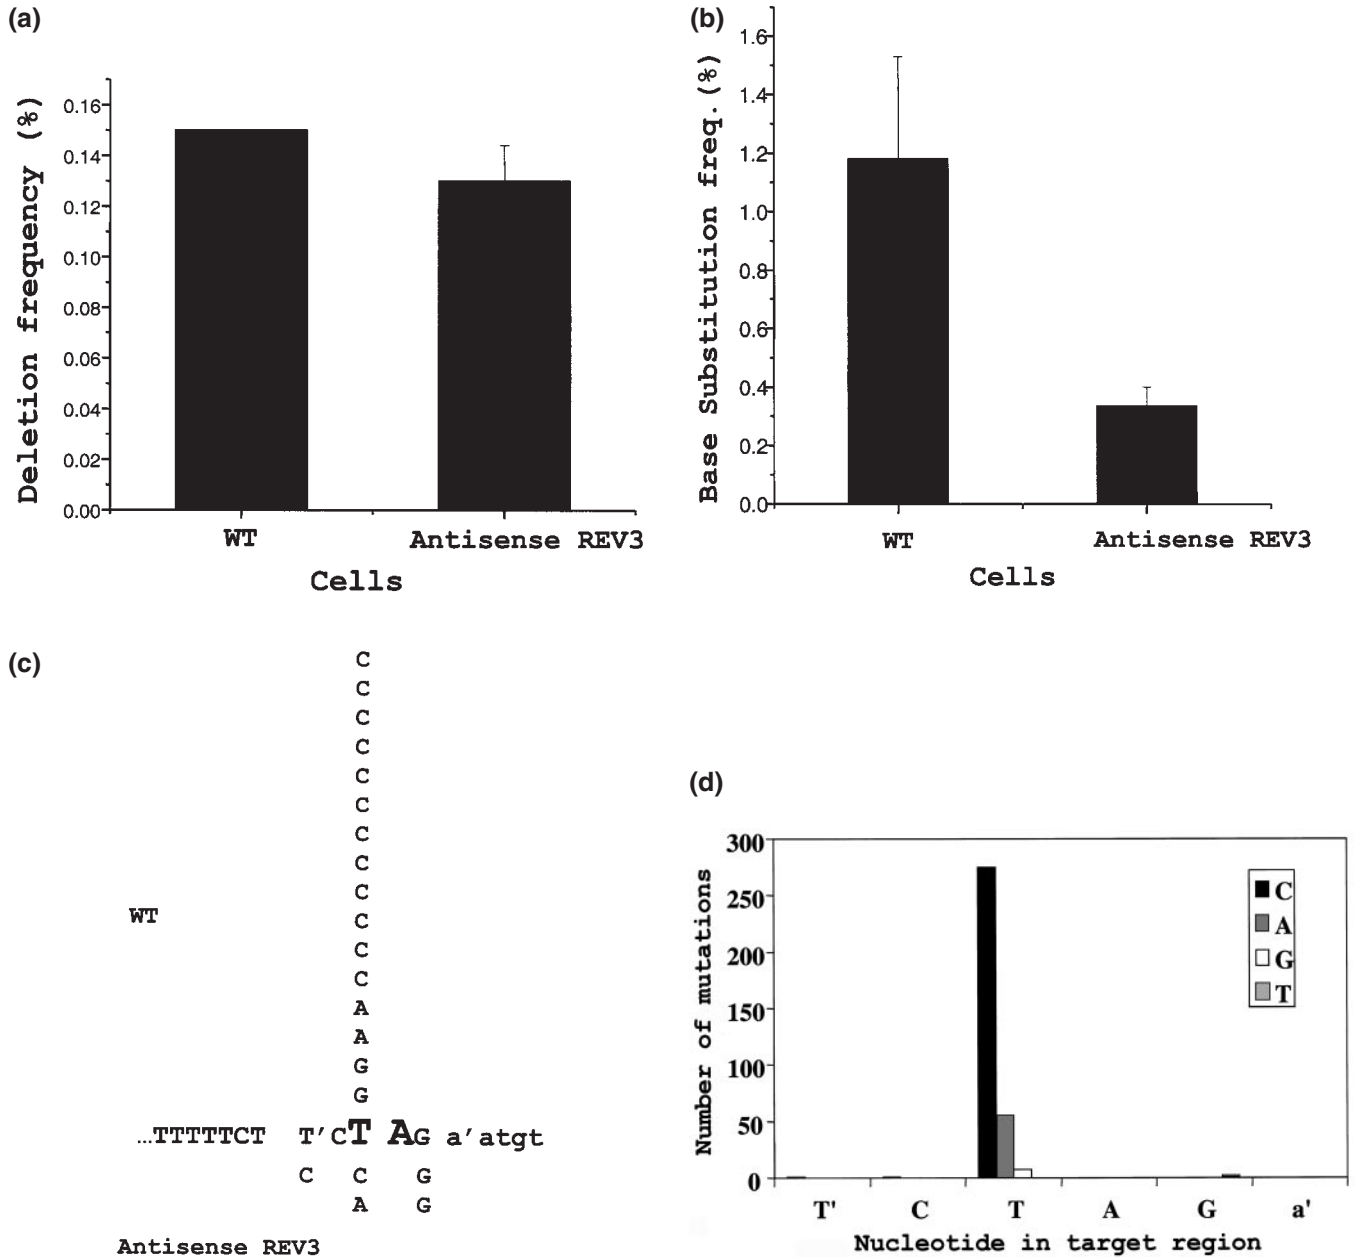 (a)
Deletion frequency (%)
0.16
0.14
0.12
0.10
0.08
0.06
0.04
0.02
0.00
WT
Antisense REV3
Cells
(b)
Base Substitution freq.(%)
1.6
1.4
1.2
1.0
0.8
0.6
0.4
0.2
0.0
WT
Antisense REV3
Cells
(c)
C
C
C
C
C
C
C
C
C
C
C
C
A
A
G
G
WT
...TTTTTCT T'CT AG a'atgt
C C G
A G
Antisense REV3
(d)
Number of mutations
300
250
200
150
100
50
0
C
A
G
T
T' C T A G a'
Nucleotide in target region